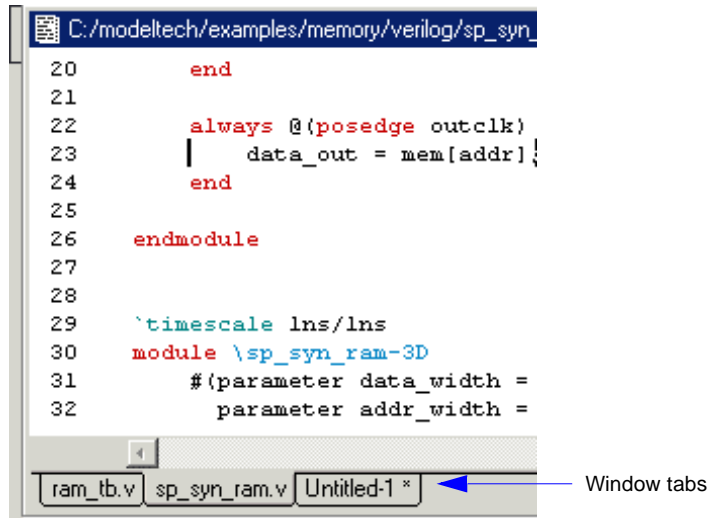 C:/modeltech/examples/memory/verilog/sp_syn_
20 end
21
22 always @(posedge outclk)
23 data_out = mem[addr];
24 end
25
26 endmodule
27
28
29 `timescale 1ns/1ns
30 module \sp_syn_ram-3D
31 #(parameter data_width =
32 parameter addr_width =
ram_tb.v sp_syn_ram.v Untitled-1 * Window tabs